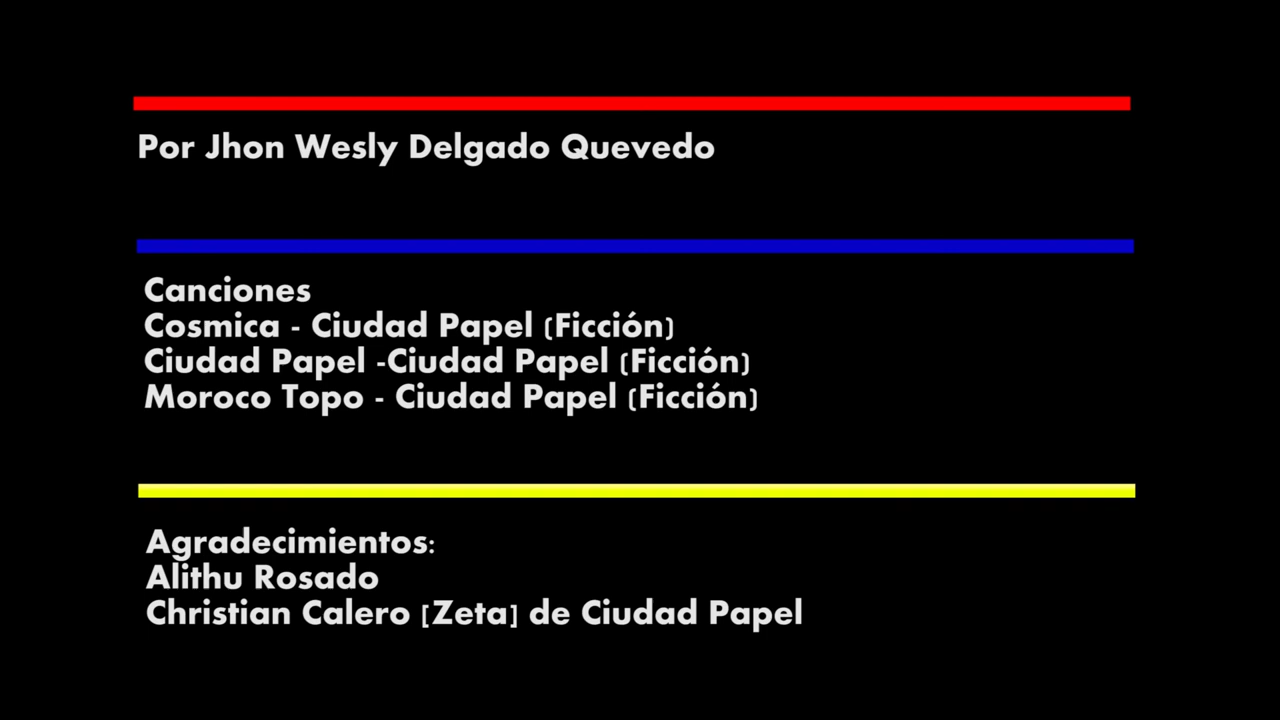 Por Jhon Wesly Delgado Quevedo
Canciones
Cosmica - Ciudad Papel (Ficción)
Ciudad Papel -Ciudad Papel (Ficción)
Moroco Topo - Ciudad Papel (Ficción)
Agradecimientos:
Alithu Rosado
Christian Calero [Zeta] de Ciudad Papel